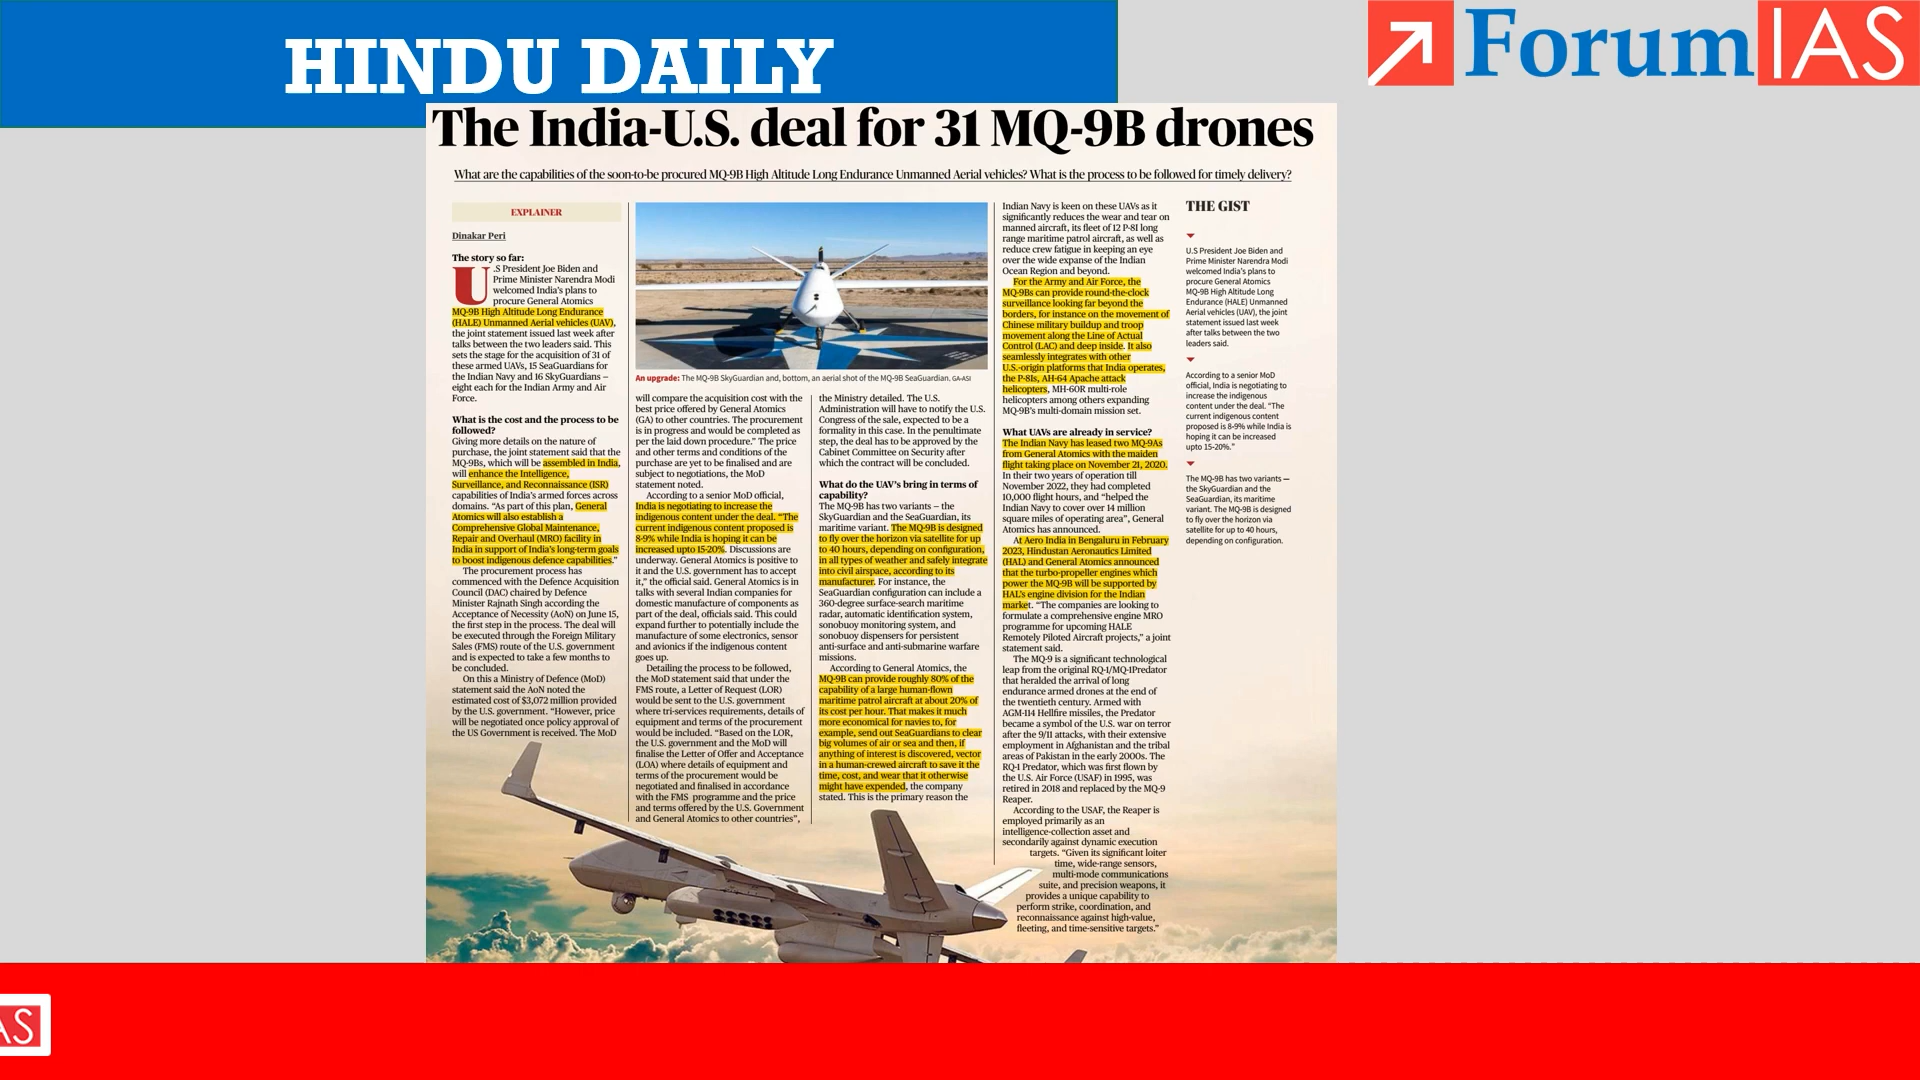 HINDU DAILY
ForumIAS
The India-U.S. deal for 31 MQ-9B drones
What are the capabilities of the soon-to-be procured MQ-9B High Altitude Long Endurance Unmanned Aerial vehicles? What is the process to be followed for timely delivery?
EXPLAINER
Dinakar Peri
The story so far:
U.S President Joe Biden and
Prime Minister Narendra Modi
welcomed India's plans to
procure General Atomics
MQ-9B High Altitude Long Endurance
(HALE) Unmanned Aerial vehicles (UAV),
the joint statement issued last week after
talks between the two leaders said. This
sets the stage for the acquisition of 31 of
these armed UAVs, 15 SeaGuardians for
the Indian Navy and 16 SkyGuardians –
eight each for the Indian Army and Air
Force.
What is the cost and the process to be
followed?
Giving more details on the nature of
purchase, the joint statement said that the
MQ-9Bs, which will be assembled in India,
will enhance the Intelligence,
Surveillance, and Reconnaissance (ISR)
capabilities of India's armed forces across
domains. “As part of this plan, General
Atomics will also establish a
Comprehensive Global Maintenance,
Repair and Overhaul (MRO) facility in
India in support of India's long-term goals
to boost indigenous defence capabilities.”
The procurement process has
commenced with the Defence Acquisition
Council (DAC) chaired by Defence
Minister Rajnath Singh according the
Acceptance of Necessity (AoN) on June 15,
the first step in the process. The deal will
be executed through the Foreign Military
Sales (FMS) route of the U.S. government
and is expected to take a few months to
be concluded.
On this a Ministry of Defence (MoD)
statement said the AoN noted the
estimated cost of $3,072 million provided
by the U.S. government. “However, price
will be negotiated once policy approval of
the US Government is received. The MoD
An upgrade: The MQ-9B SkyGuardian and, bottom, an aerial shot of the MQ-9B SeaGuardian. GA-ASI
will compare the acquisition cost with the
best price offered by General Atomics
(GA) to other countries. The procurement
is in progress and would be completed as
per the laid down procedure.” The price
and other terms and conditions of the
purchase are yet to be finalised and are
subject to negotiations, the MoD
statement noted.
According to a senior MoD official,
India is negotiating to increase the
indigenous content under the deal. “The
current indigenous content proposed is
8-9% while India is hoping it can be
increased upto 15-20%. Discussions are
underway. General Atomics is positive to
it and the U.S. government has to accept
it,” the official said. General Atomics is in
talks with several Indian companies for
domestic manufacture of components as
part of the deal, officials said. This could
expand further to potentially include the
manufacture of some electronics, sensor
and avionics if the indigenous content
goes up.
Detailing the process to be followed,
the MoD statement said that under the
FMS route, a Letter of Request (LOR)
would be sent to the U.S. government
where tri-services requirements, details of
equipment and terms of the procurement
would be included. “Based on the LOR,
the U.S. government and the MoD will
finalise the Letter of Offer and Acceptance
(LOA) where details of equipment and
terms of the procurement would be
negotiated and finalised in accordance
with the FMS programme and the price
and terms offered by the U.S. Government
and General Atomics to other countries”,
the Ministry detailed. The U.S.
Administration will have to notify the U.S.
Congress of the sale, expected to be a
formality in this case. In the penultimate
step, the deal has to be approved by the
Cabinet Committee on Security after
which the contract will be concluded.
What do the UAV's bring in terms of
capability?
The MQ-9B has two variants – the
SkyGuardian and the SeaGuardian, its
maritime variant. The MQ-9B is designed
to fly over the horizon via satellite for up
to 40 hours, depending on configuration,
in all types of weather and safely integrate
into civil airspace, according to its
manufacturer. For instance, the
SeaGuardian configuration can include a
360-degree surface-search maritime
radar, automatic identification system,
sonobuoy monitoring system, and
sonobuoy dispensers for persistent
anti-surface and anti-submarine warfare
missions.
According to General Atomics, the
MQ-9B can provide roughly 80% of the
capability of a large human-flown
maritime patrol aircraft at about 20% of
its cost per hour. That makes it much
more economical for navies to, for
example, send out SeaGuardians to clear
big volumes of air or sea and then, if
anything of interest is discovered, vector
in a human-crewed aircraft to save it the
time, cost, and wear that it otherwise
might have expended, the company
stated. This is the primary reason the
Indian Navy is keen on these UAVs as it
significantly reduces the wear and tear on
manned aircraft, its fleet of 12 P-8I long
range maritime patrol aircraft, as well as
reduce crew fatigue in keeping an eye
over the wide expanse of the Indian
Ocean Region and beyond.
For the Army and Air Force, the
MQ-9Bs can provide round-the-clock
surveillance looking far beyond the
borders, for instance on the movement of
Chinese military buildup and troop
movement along the Line of Actual
Control (LAC) and deep inside. It also
seamlessly integrates with other
U.S.-origin platforms that India operates,
the P-8Is, AH-64 Apache attack
helicopters, MH-60R multi-role
helicopters among others expanding
MQ-9B's multi-domain mission set.
What UAVs are already in service?
The Indian Navy has leased two MQ-9As
from General Atomics with the maiden
flight taking place on November 21, 2020.
In their two years of operation till
November 2022, they had completed
10,000 flight hours, and “helped the
Indian Navy to cover over 14 million
square miles of operating area”, General
Atomics has announced.
At Aero India in Bengaluru in February
2023, Hindustan Aeronautics Limited
(HAL) and General Atomics announced
that the turbo-propeller engines which
power the MQ-9B will be supported by
HAL's engine division for the Indian
market. “The companies are looking to
formulate a comprehensive engine MRO
programme for upcoming HALE
Remotely Piloted Aircraft projects,” a joint
statement said.
The MQ-9 is a significant technological
leap from the original RQ-1/MQ-1Predator
that heralded the arrival of long
endurance armed drones at the end of
the twentieth century. Armed with
AGM-114 Hellfire missiles, the Predator
became a symbol of the U.S. war on terror
after the 9/11 attacks, with their extensive
employment in Afghanistan and the tribal
areas of Pakistan in the early 2000s. The
RQ-1 Predator, which was first flown by
the U.S. Air Force (USAF) in 1995, was
retired in 2018 and replaced by the MQ-9
Reaper.
According to the USAF, the Reaper is
employed primarily as an
intelligence-collection asset and
secondarily against dynamic execution
targets. “Given its significant loiter
time, wide-range sensors,
multi-mode communications
suite, and precision weapons, it
provides a unique capability to
perform strike, coordination, and
reconnaissance against high-value,
fleeting, and time-sensitive targets.”
THE GIST
U.S President Joe Biden and
Prime Minister Narendra Modi
welcomed India's plans to
procure General Atomics
MQ-9B High Altitude Long
Endurance (HALE) Unmanned
Aerial vehicles (UAV), the joint
statement issued last week
after talks between the two
leaders said.
According to a senior MoD
official, India is negotiating to
increase the indigenous
content under the deal. “The
current indigenous content
proposed is 8-9% while India is
hoping it can be increased
upto 15-20%.”
The MQ-9B has two variants —
the SkyGuardian and the
SeaGuardian, its maritime
variant. The MQ-9B is designed
to fly over the horizon via
satellite for up to 40 hours,
depending on configuration.
AS